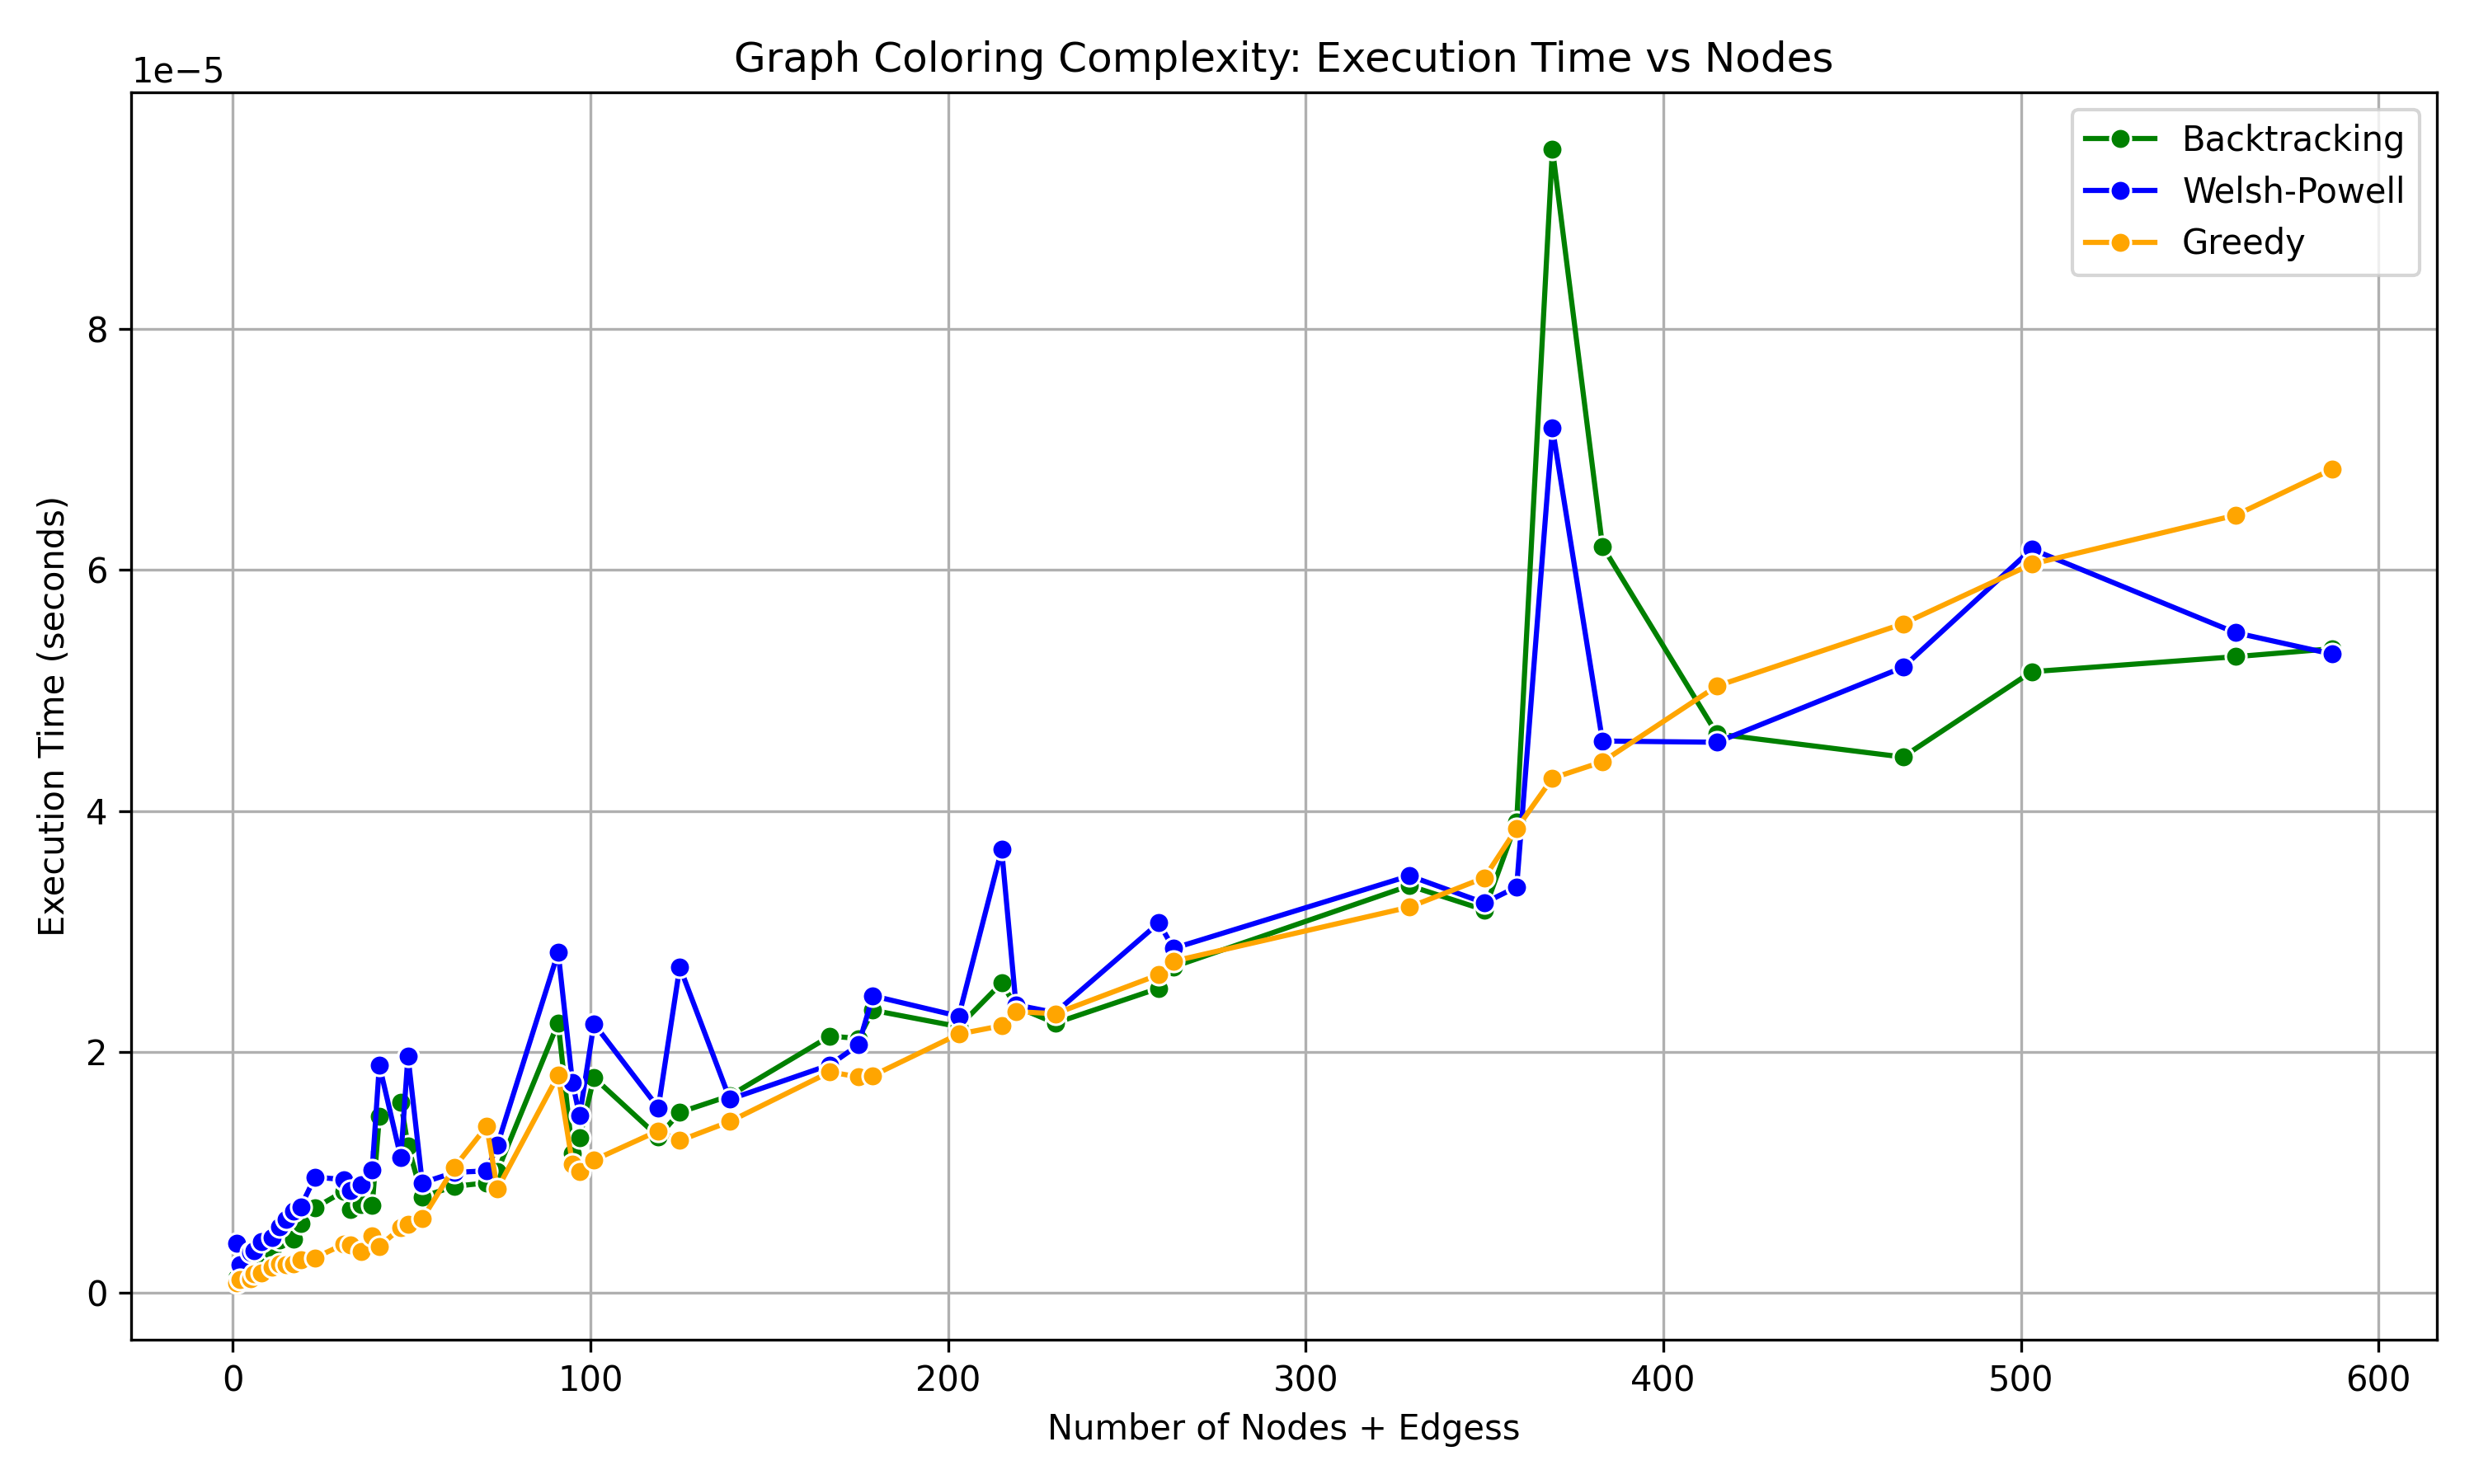 Graph Coloring Complexity: Execution Time vs Nodes
1e−5
Backtracking
Welsh-Powell
Greedy
Execution Time (seconds)
8
6
4
2
0
0 100 200 300 400 500 600
Number of Nodes + Edgess